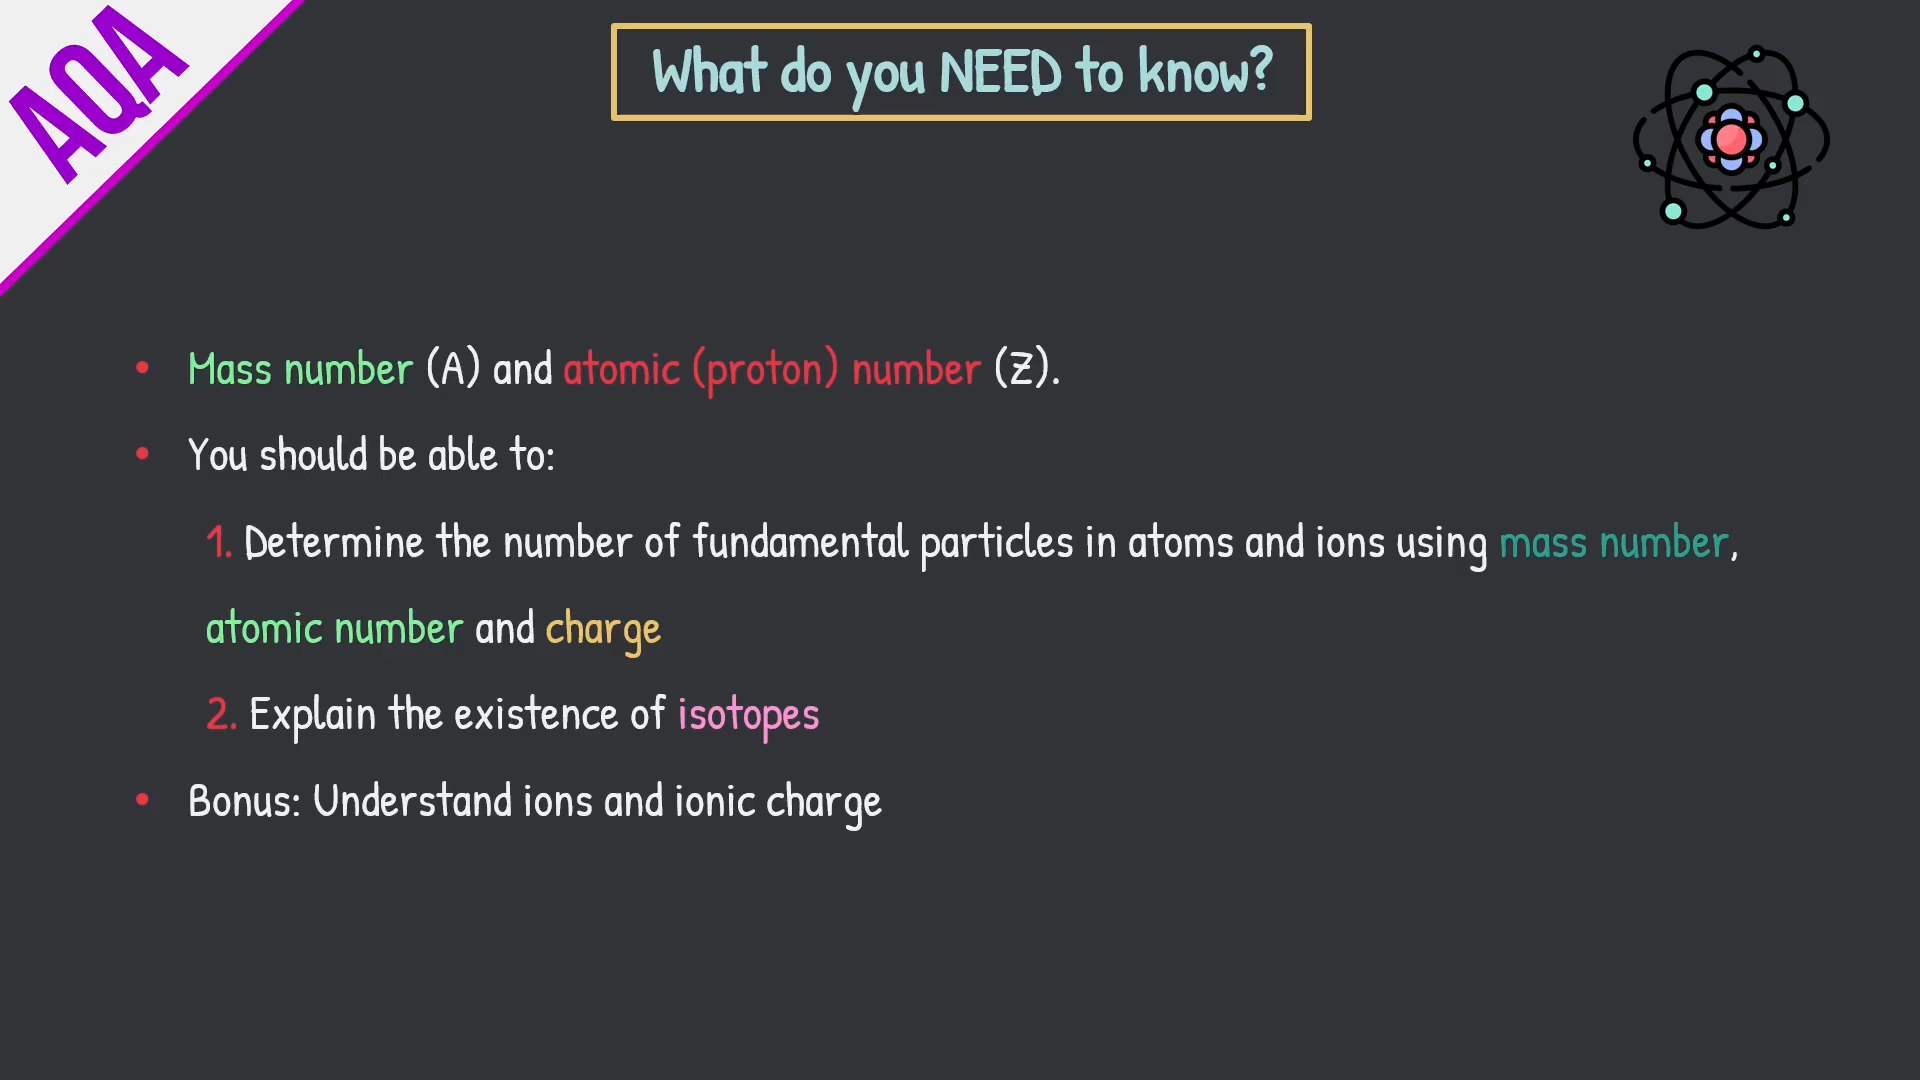 AQA
What do you NEED to know?
• Mass number (A) and atomic (proton) number (Z).
• You should be able to:
1. Determine the number of fundamental particles in atoms and ions using mass number,
atomic number and charge
2. Explain the existence of isotopes
• Bonus: Understand ions and ionic charge